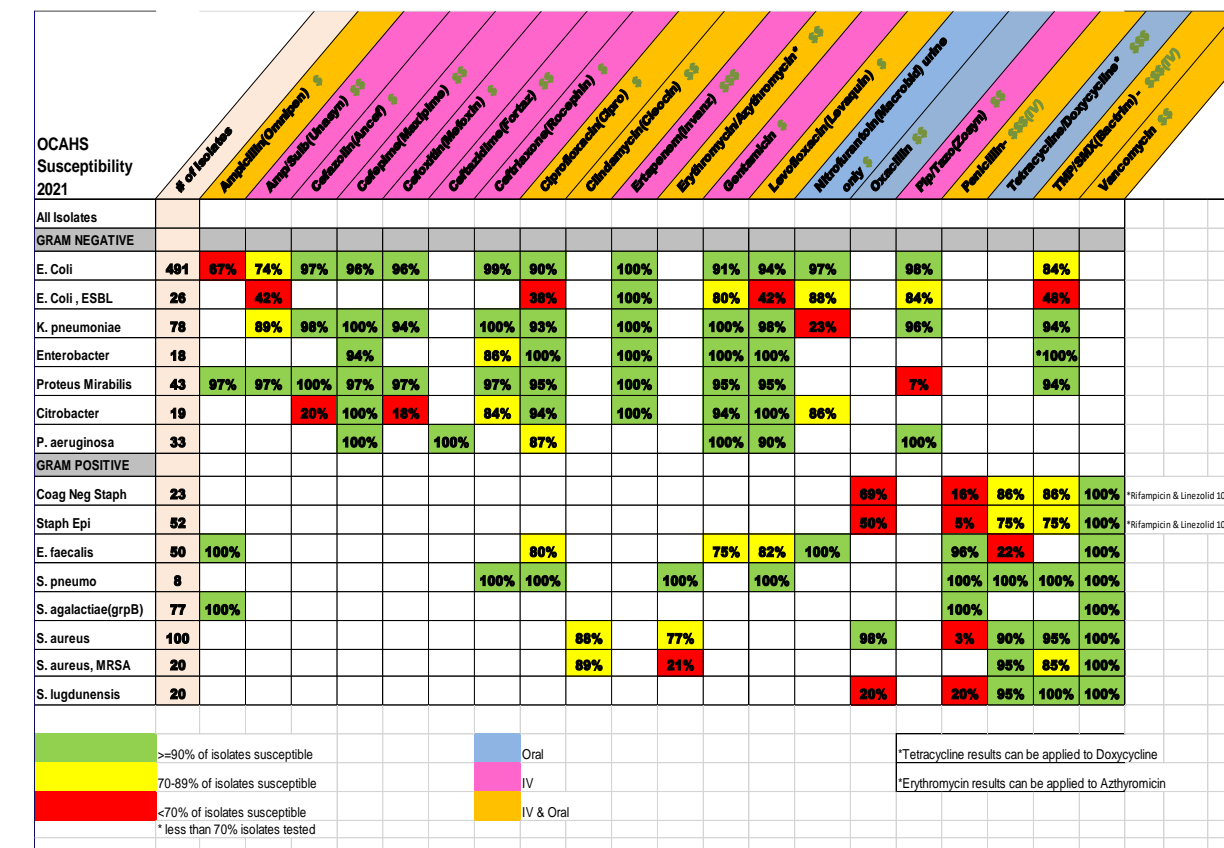 OCAHS
Susceptibility
2021
# of Isolates
Ampicillin(Omnipen) $
Ampi/Sulb(Unasyn) $$
Cefazolin(Ancef) $
Cefepime(Maxipime) $$
Cefoxitin(Mefoxin) $
Ceftazidime(Fortaz) $$
Ceftriaxone(Rocephin) $
Ciprofloxacin(Cipro) $
Clindamycin(Cleocin) $$
Ertapenem(Invanz) $$$
Erythromycin/Azythromycin* $$
Gentamicin $
Levofloxacin(Levaquin) $
Nitrofurantoin(Macrobid) urine
only $
Oxacillin $$
Pip/Tazo(Zosyn) $$
Penicillin- $$$(IV)
Tetracycline/Doxycycline* $$$
TMP/SMX(Bactrim) - $$$(IV)
Vancomycin $$
All Isolates
GRAM NEGATIVE
E. Coli 491 67% 74% 97% 96% 96% 99% 90% 100% 91% 94% 97% 98% 84%
E. Coli , ESBL 26 42% 38% 100% 80% 42% 88% 84% 48%
K. pneumoniae 78 89% 98% 100% 94% 100% 93% 100% 100% 98% 23% 96% 94%
Enterobacter 18 94% 86% 100% 100% 100% 100% *100%
Proteus Mirabilis 43 97% 97% 100% 97% 97% 97% 95% 100% 95% 95% 7% 94%
Citrobacter 19 20% 100% 18% 84% 94% 100% 94% 100% 86%
P. aeruginosa 33 100% 100% 87% 100% 90% 100%
GRAM POSITIVE
Coag Neg Staph 23 69% 16% 86% 86% 100% *Rifampicin & Linezolid 10
Staph Epi 52 50% 5% 75% 75% 100% *Rifampicin & Linezolid 10
E. faecalis 50 100% 80% 75% 82% 100% 96% 22% 100%
S. pneumo 8 100% 100% 100% 100% 100% 100% 100% 100%
S. agalactiae(grpB) 77 100% 100% 100%
S. aureus 100 88% 77% 98% 3% 90% 95% 100%
S. aureus, MRSA 20 89% 21% 95% 85% 100%
S. lugdunensis 20 20% 20% 95% 100% 100%
>=90% of isolates susceptible Oral *Tetracycline results can be applied to Doxycycline
70-89% of isolates susceptible IV *Erythromycin results can be applied to Azthyromicin
<70% of isolates susceptible IV & Oral
* less than 70% isolates tested